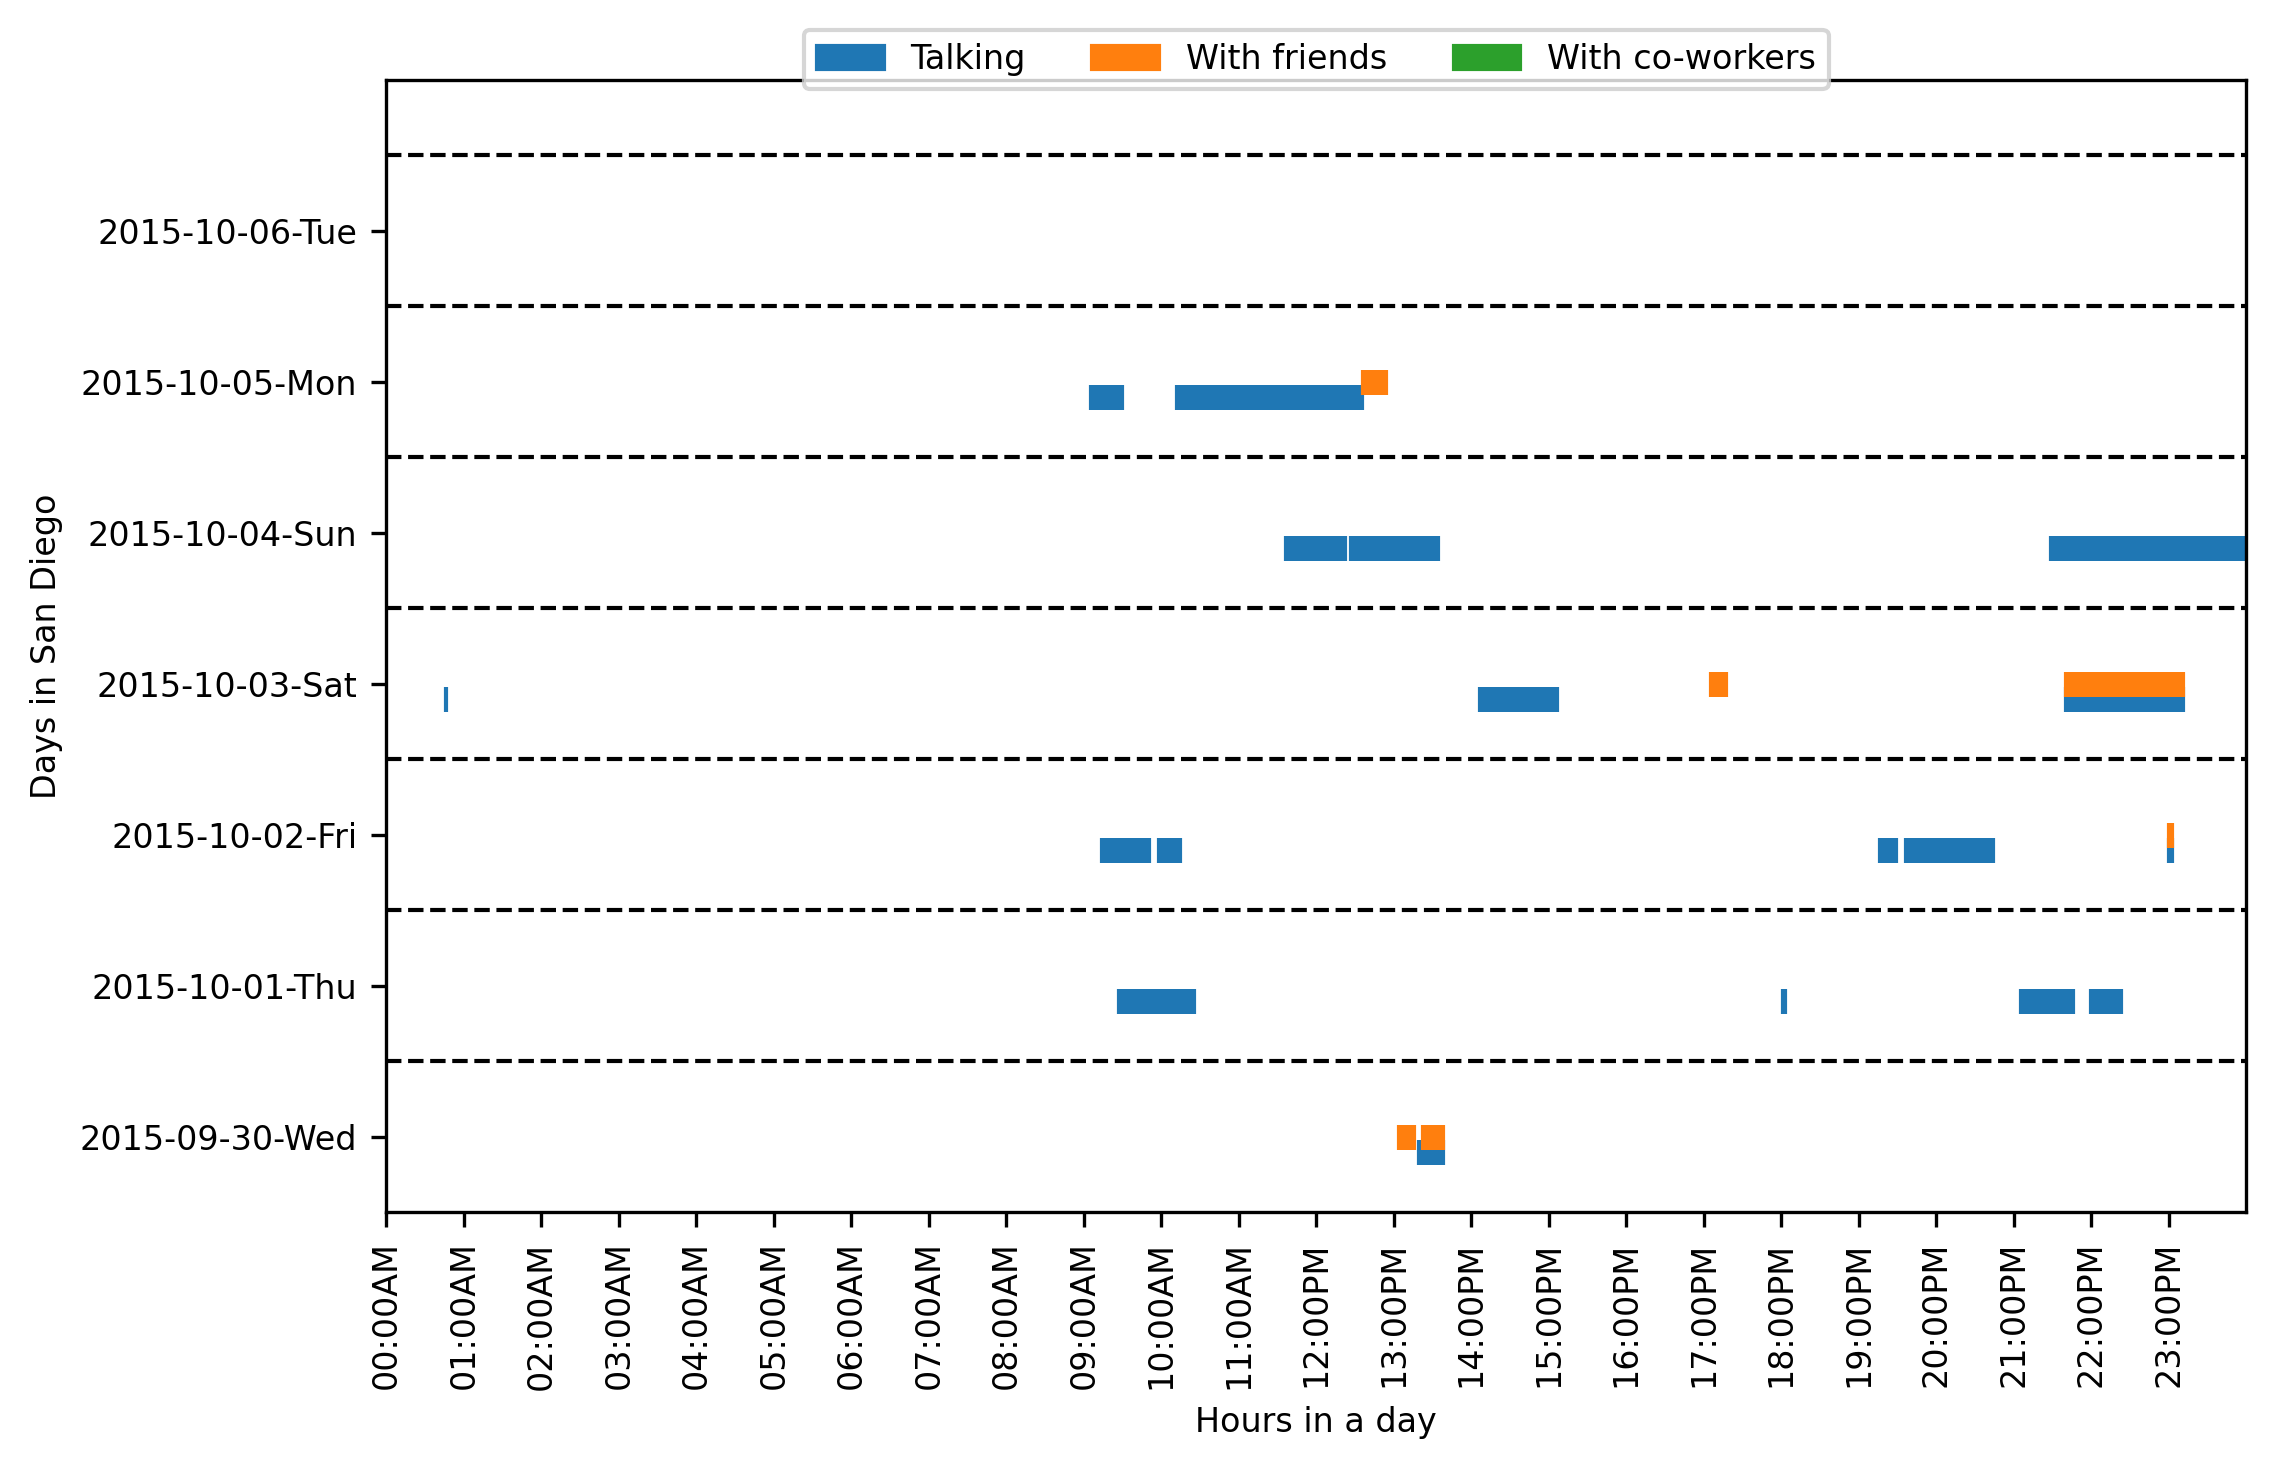 Talking With friends With co-workers
2015-10-06-Tue
2015-10-05-Mon
2015-10-04-Sun
2015-10-03-Sat
2015-10-02-Fri
2015-10-01-Thu
2015-09-30-Wed
Days in San Diego
00:00AM
01:00AM
02:00AM
03:00AM
04:00AM
05:00AM
06:00AM
07:00AM
08:00AM
09:00AM
10:00AM
11:00AM
12:00PM
13:00PM
14:00PM
15:00PM
16:00PM
17:00PM
18:00PM
19:00PM
20:00PM
21:00PM
22:00PM
23:00PM
Hours in a day